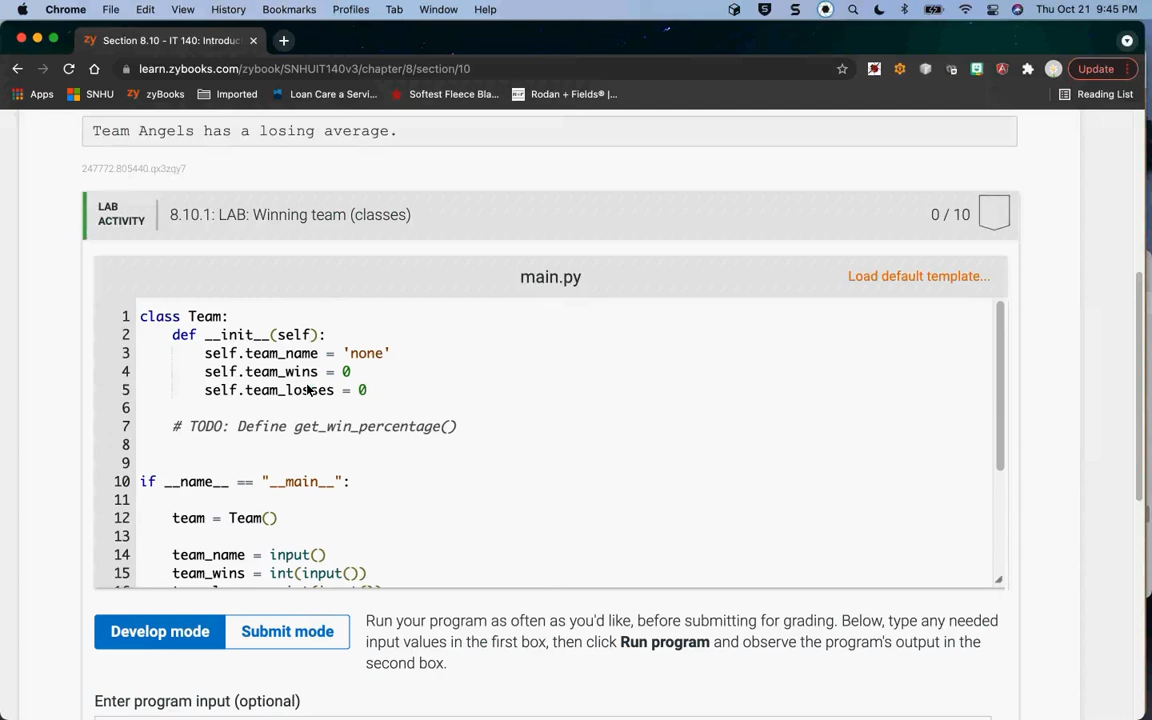 Chrome File Edit View History Bookmarks Profiles Tab Window Help Thu Oct 21 9:45 PM
zy Section 8.10 - IT 140: Introduc
learn.zybooks.com/zybook/SNHUIT140v3/chapter/8/section/10 Update
Apps SNHU zy zyBooks Imported Loan Care a Servi... Softest Fleece Bla... Rodan + Fields® |... Reading List
Team Angels has a losing average.
247772.805440.qx3zqy7
LAB
ACTIVITY
8.10.1: LAB: Winning team (classes) 0 / 10
main.py Load default template...
1 class Team:
2 def __init__(self):
3 self.team_name = 'none'
4 self.team_wins = 0
5 self.team_losses = 0
6
7 # TODO: Define get_win_percentage()
8
9
10 if __name__ == "__main__":
11
12 team = Team()
13
14 team_name = input()
15 team_wins = int(input())
Develop mode Submit mode
Run your program as often as you'd like, before submitting for grading. Below, type any needed
input values in the first box, then click Run program and observe the program's output in the
second box.
Enter program input (optional)